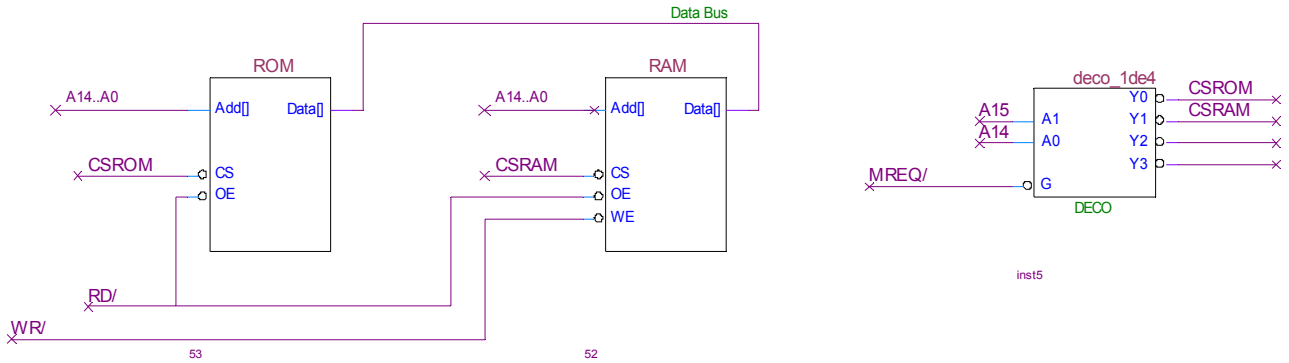 Data Bus
ROM
A14..A0
Add[]
Data[]
CSROM
CS
OE
RD/
WR/
53
RAM
A14..A0
Add[]
Data[]
CSRAM
CS
OE
WE
52
deco_1de4
A15
A14
A1
A0
MREQ/
G
Y0
Y1
Y2
Y3
CSROM
CSRAM
DECO
inst5